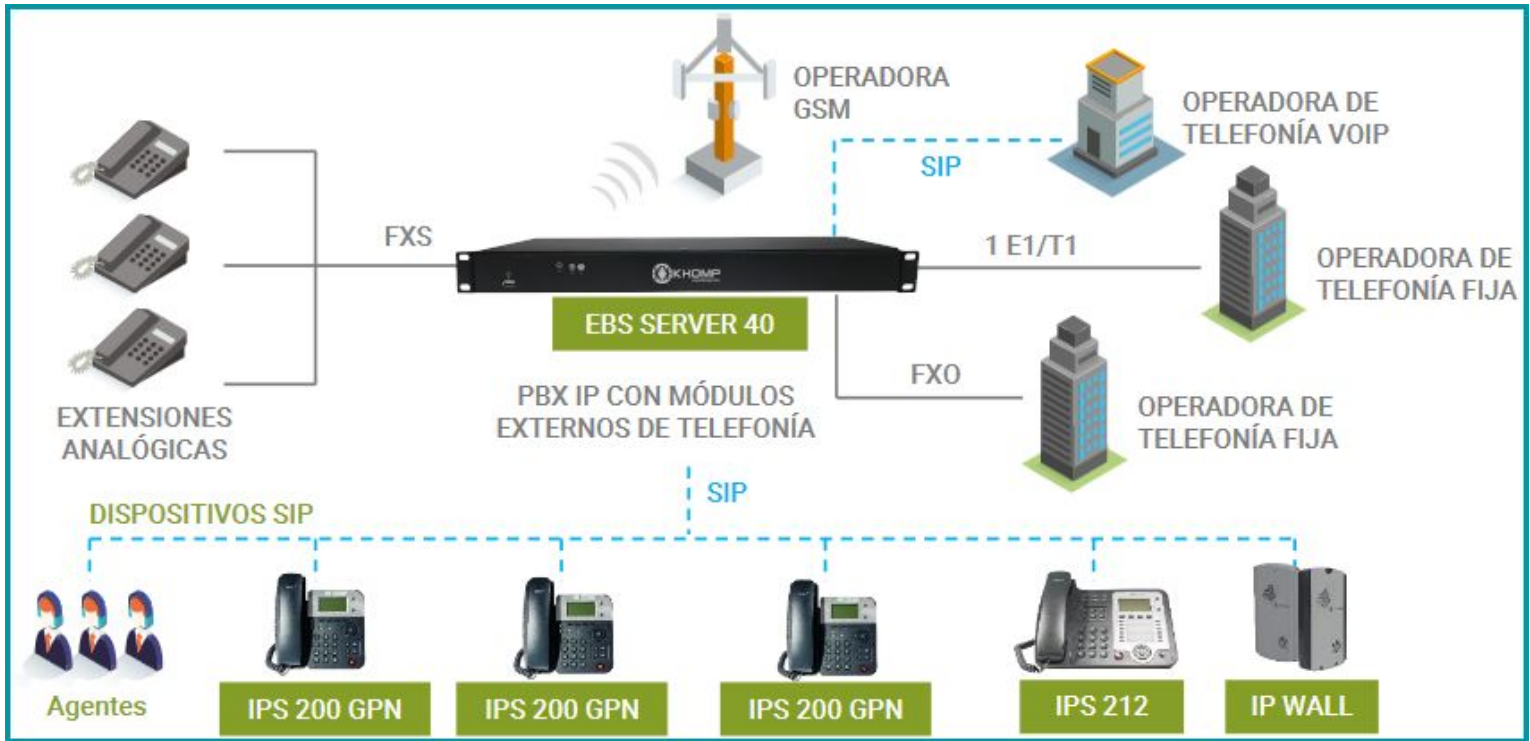 OPERADORA
GSM
OPERADORA DE
TELEFONÍA VOIP
SIP
FXS
1 E1/T1
OPERADORA DE
TELEFONÍA FIJA
KHOMP
EBS SERVER 40
FXO
PBX IP CON MÓDULOS
EXTERNOS DE TELEFONÍA
OPERADORA DE
TELEFONÍA FIJA
EXTENSIONES
ANALÓGICAS
SIP
DISPOSITIVOS SIP
Agentes
IPS 200 GPN
IPS 200 GPN
IPS 200 GPN
IPS 212
IP WALL